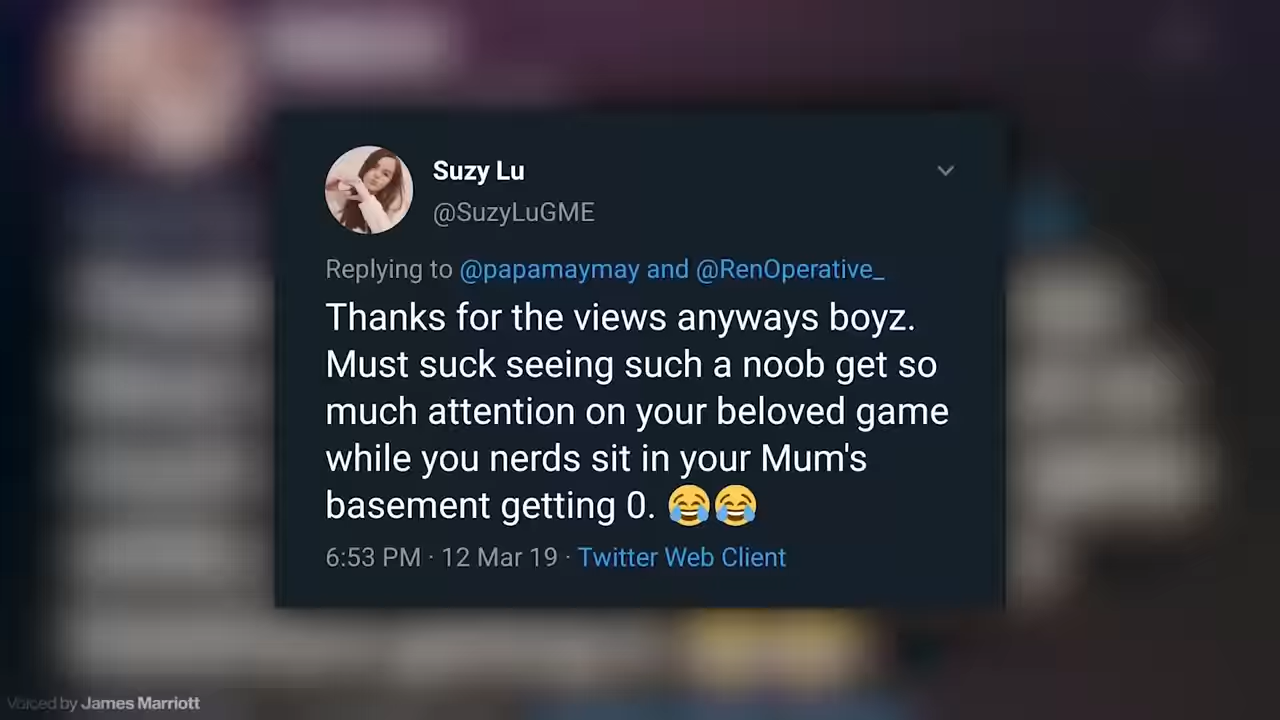 Suzy Lu
@SuzyLuGME
Replying to @papamaymay and @RenOperative_
Thanks for the views anyways boyz.
Must suck seeing such a noob get so
much attention on your beloved game
while you nerds sit in your Mum's
basement getting 0. 😂😂
6:53 PM · 12 Mar 19 · Twitter Web Client
Voiced by James Marriott